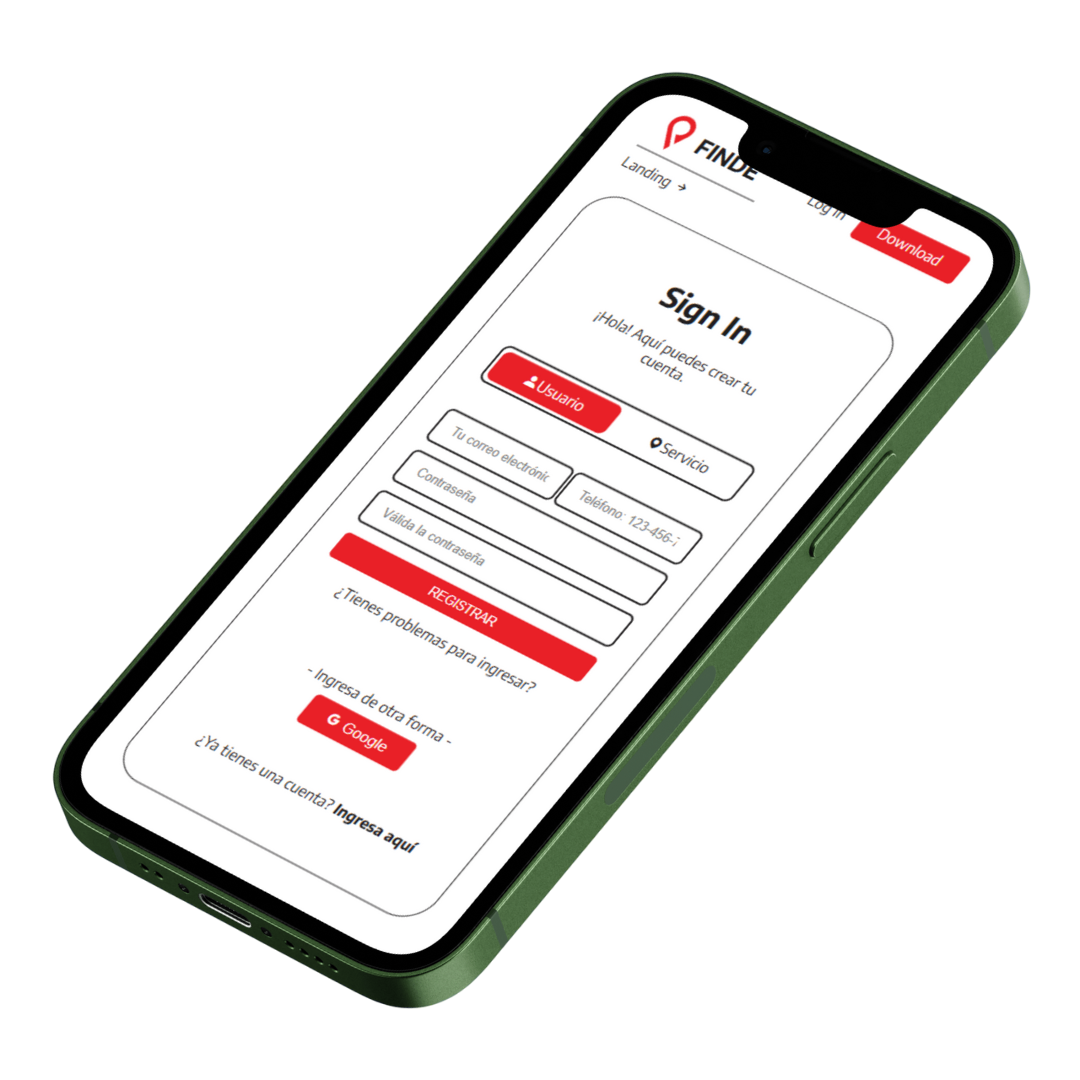 FINDE
Landing →
Log In
Download
Sign In
¡Hola! Aquí puedes crear tu
cuenta.
Usuario
Servicio
Tu correo electrónic
Teléfono: 123-456-7
Contraseña
Válida la contraseña
REGISTRAR
¿Tienes problemas para ingresar?
- Ingresa de otra forma -
G Google
¿Ya tienes una cuenta? Ingresa aquí